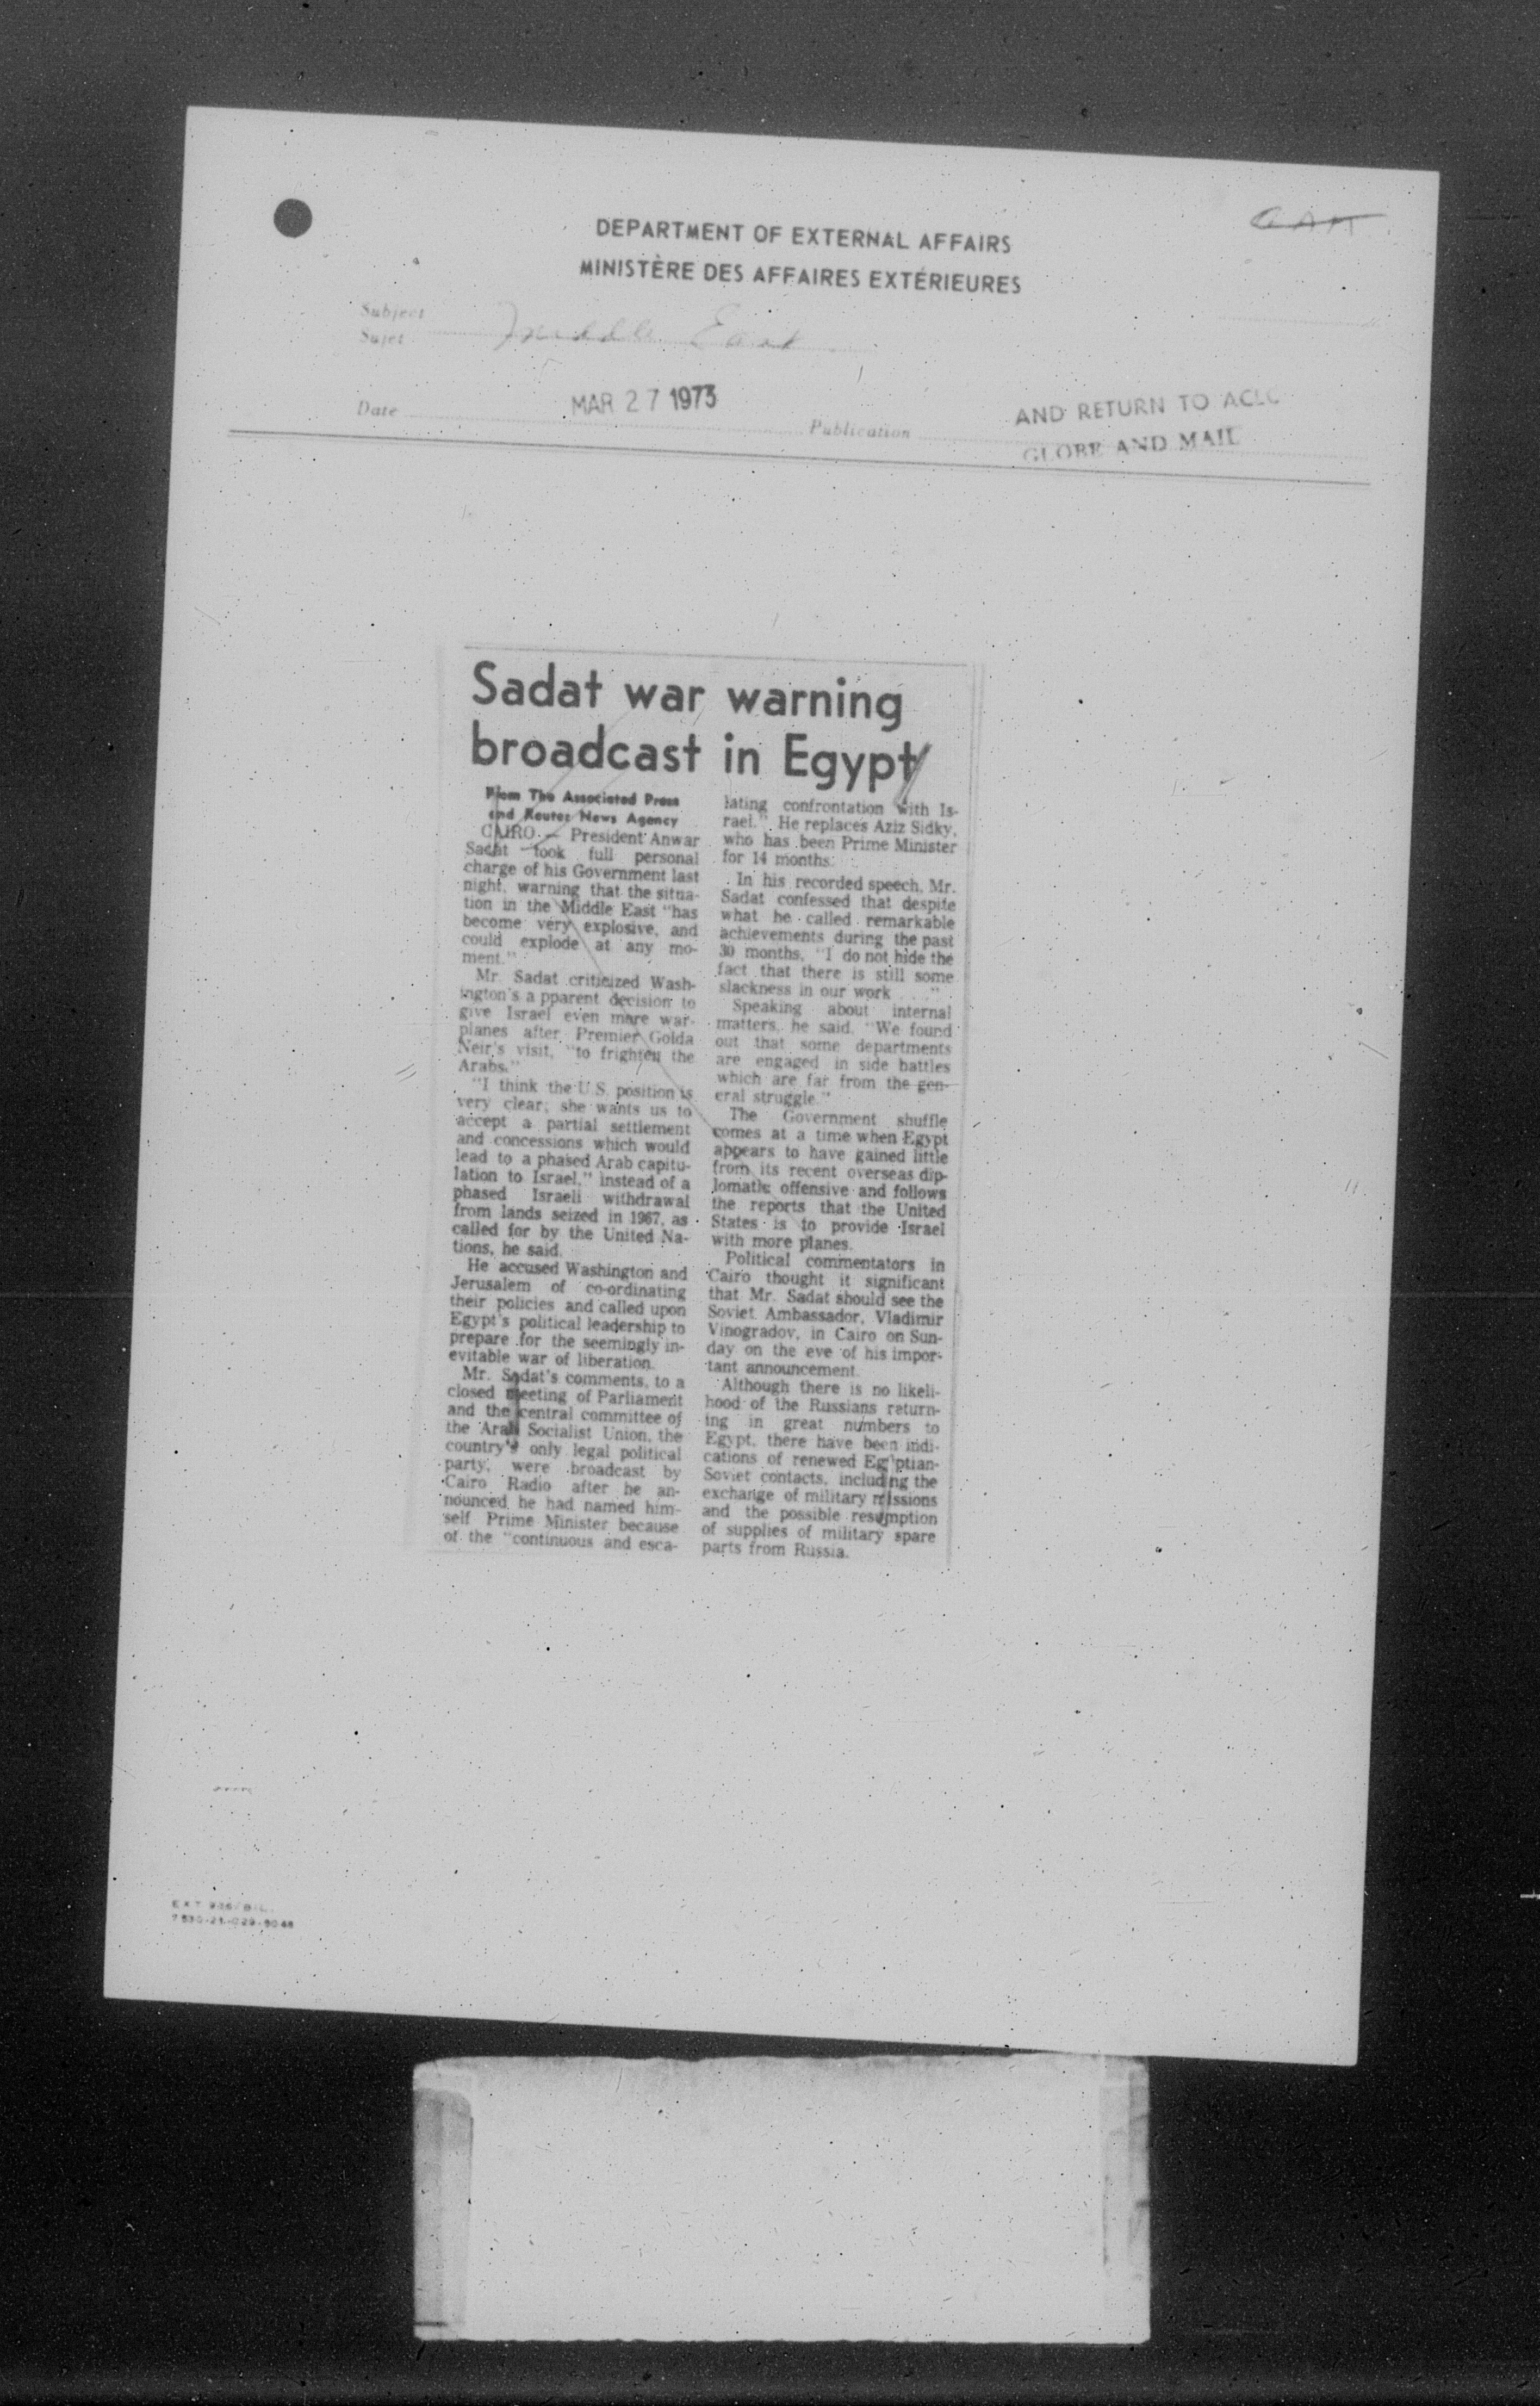 DEPARTMENT OF EXTERNAL AFFAIRS
MINISTÈRE DES AFFAIRES EXTÉRIEURES
Subject
Sujet
Middle East
Date
MAR 27 1973
Publication
AND RETURN TO ACLC
GLOBE AND MAIL
Sadat war warning
broadcast in Egypt
From The Associated Press
and Reuter News Agency
CAIRO — President Anwar
Sadat took full personal
charge of his Government last
night, warning that the situa-
tion in the Middle East "has
become very explosive, and
could explode at any mo-
ment."
Mr. Sadat criticized Wash-
ington's a pparent decision to
give Israel even more war-
planes after Premier Golda
Neir's visit, "to frighten the
Arabs."
"I think the U.S. position is
very clear; she wants us to
accept a partial settlement
and concessions which would
lead to a phased Arab capitu-
lation to Israel," instead of a
phased Israeli withdrawal
from lands seized in 1967, as
called for by the United Na-
tions, he said.
He accused Washington and
Jerusalem of co-ordinating
their policies and called upon
Egypt's political leadership to
prepare for the seemingly in-
evitable war of liberation.
Mr. Sadat's comments, to a
closed meeting of Parliament
and the central committee of
the Arab Socialist Union, the
country's only legal political
party, were broadcast by
Cairo Radio after he an-
nounced he had named him-
self Prime Minister because
of the "continuous and esca-
lating confrontation with Is-
rael." He replaces Aziz Sidky,
who has been Prime Minister
for 14 months.
In his recorded speech, Mr.
Sadat confessed that despite
what he called remarkable
achievements during the past
30 months, "I do not hide the
fact that there is still some
slackness in our work . . ."
Speaking about internal
matters, he said, "We found
out that some departments
are engaged in side battles
which are far from the gen-
eral struggle."
The Government shuffle
comes at a time when Egypt
appears to have gained little
from its recent overseas dip-
lomatic offensive and follows
the reports that the United
States is to provide Israel
with more planes.
Political commentators in
Cairo thought it significant
that Mr. Sadat should see the
Soviet Ambassador, Vladimir
Vinogradov, in Cairo on Sun-
day on the eve of his impor-
tant announcement.
Although there is no likeli-
hood of the Russians return-
ing in great numbers to
Egypt, there have been indi-
cations of renewed Egyptian-
Soviet contacts, including the
exchange of military missions
and the possible resumption
of supplies of military spare
parts from Russia.